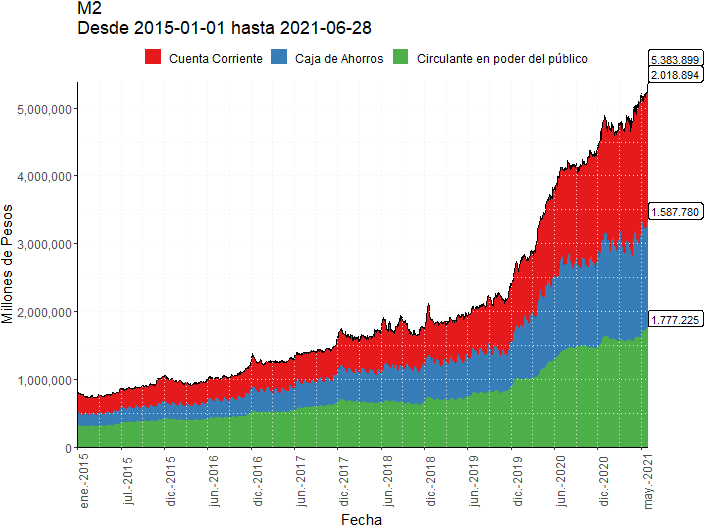 M2
Desde 2015-01-01 hasta 2021-06-28
Cuenta Corriente Caja de Ahorros Circulante en poder del público
5.383.899
2.018.894
1.587.780
1.777.225
Millones de Pesos
5,000,000
4,000,000
3,000,000
2,000,000
1,000,000
0
ene.-2015
jul.-2015
dic.-2015
jun.-2016
dic.-2016
jun.-2017
dic.-2017
jun.-2018
dic.-2018
jun.-2019
dic.-2019
jun.-2020
dic.-2020
may.-2021
Fecha